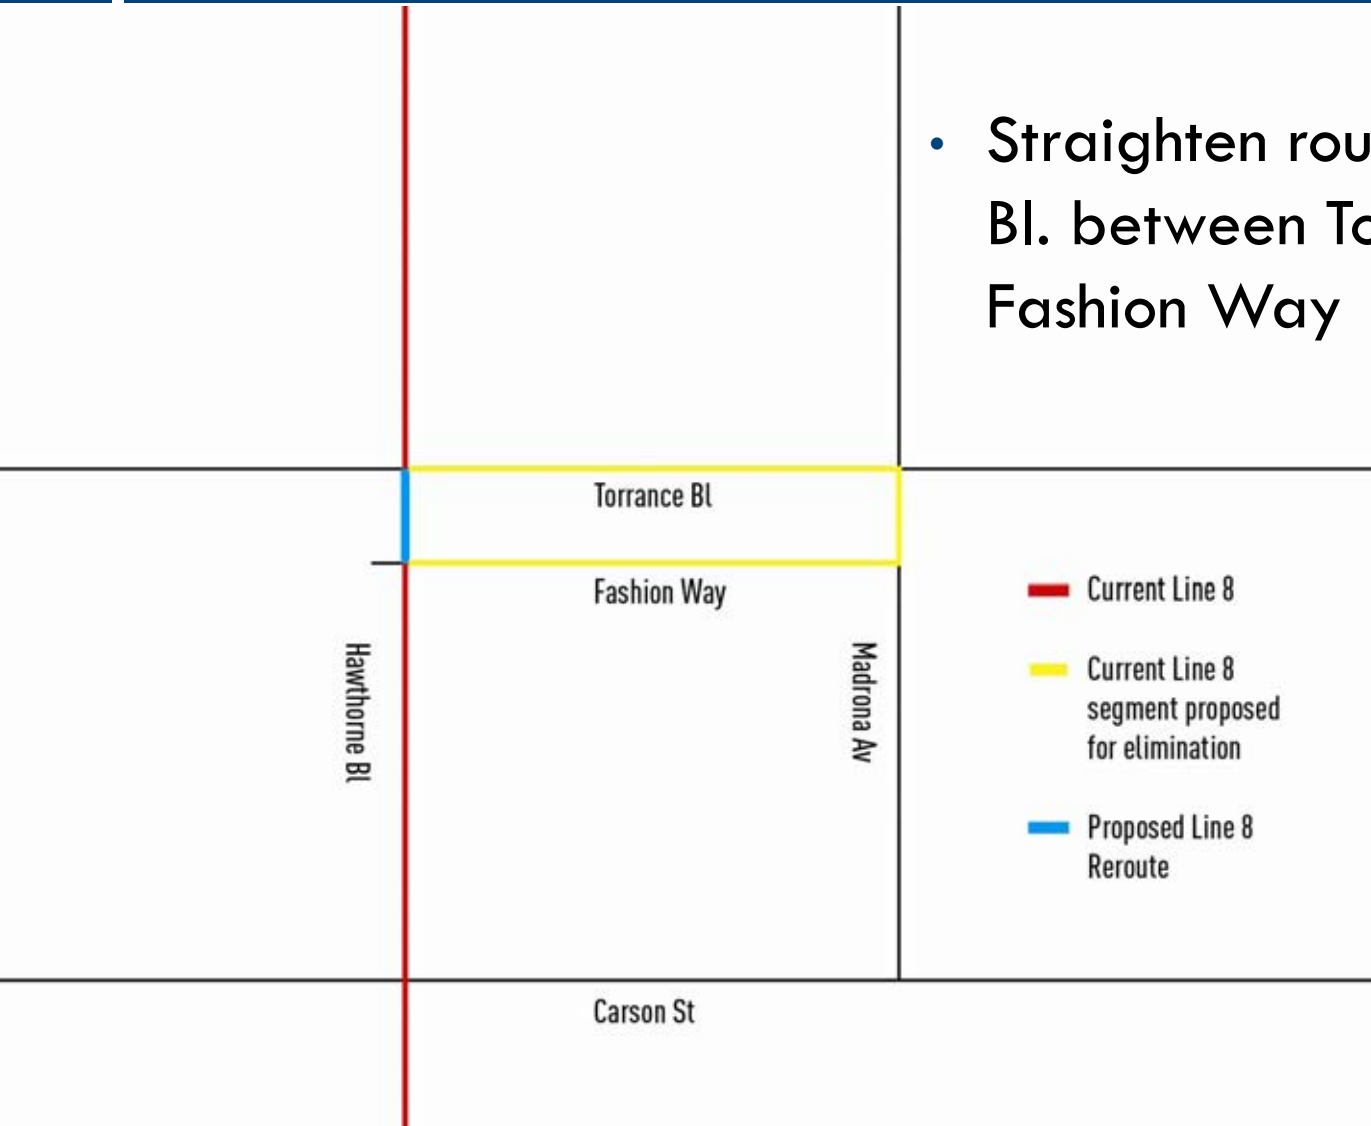 • Straighten rou
Bl. between To
Fashion Way
Torrance Bl
Fashion Way
Hawthorne Bl
Madrona Av
Current Line 8
Current Line 8
segment proposed
for elimination
Proposed Line 8
Reroute
Carson St